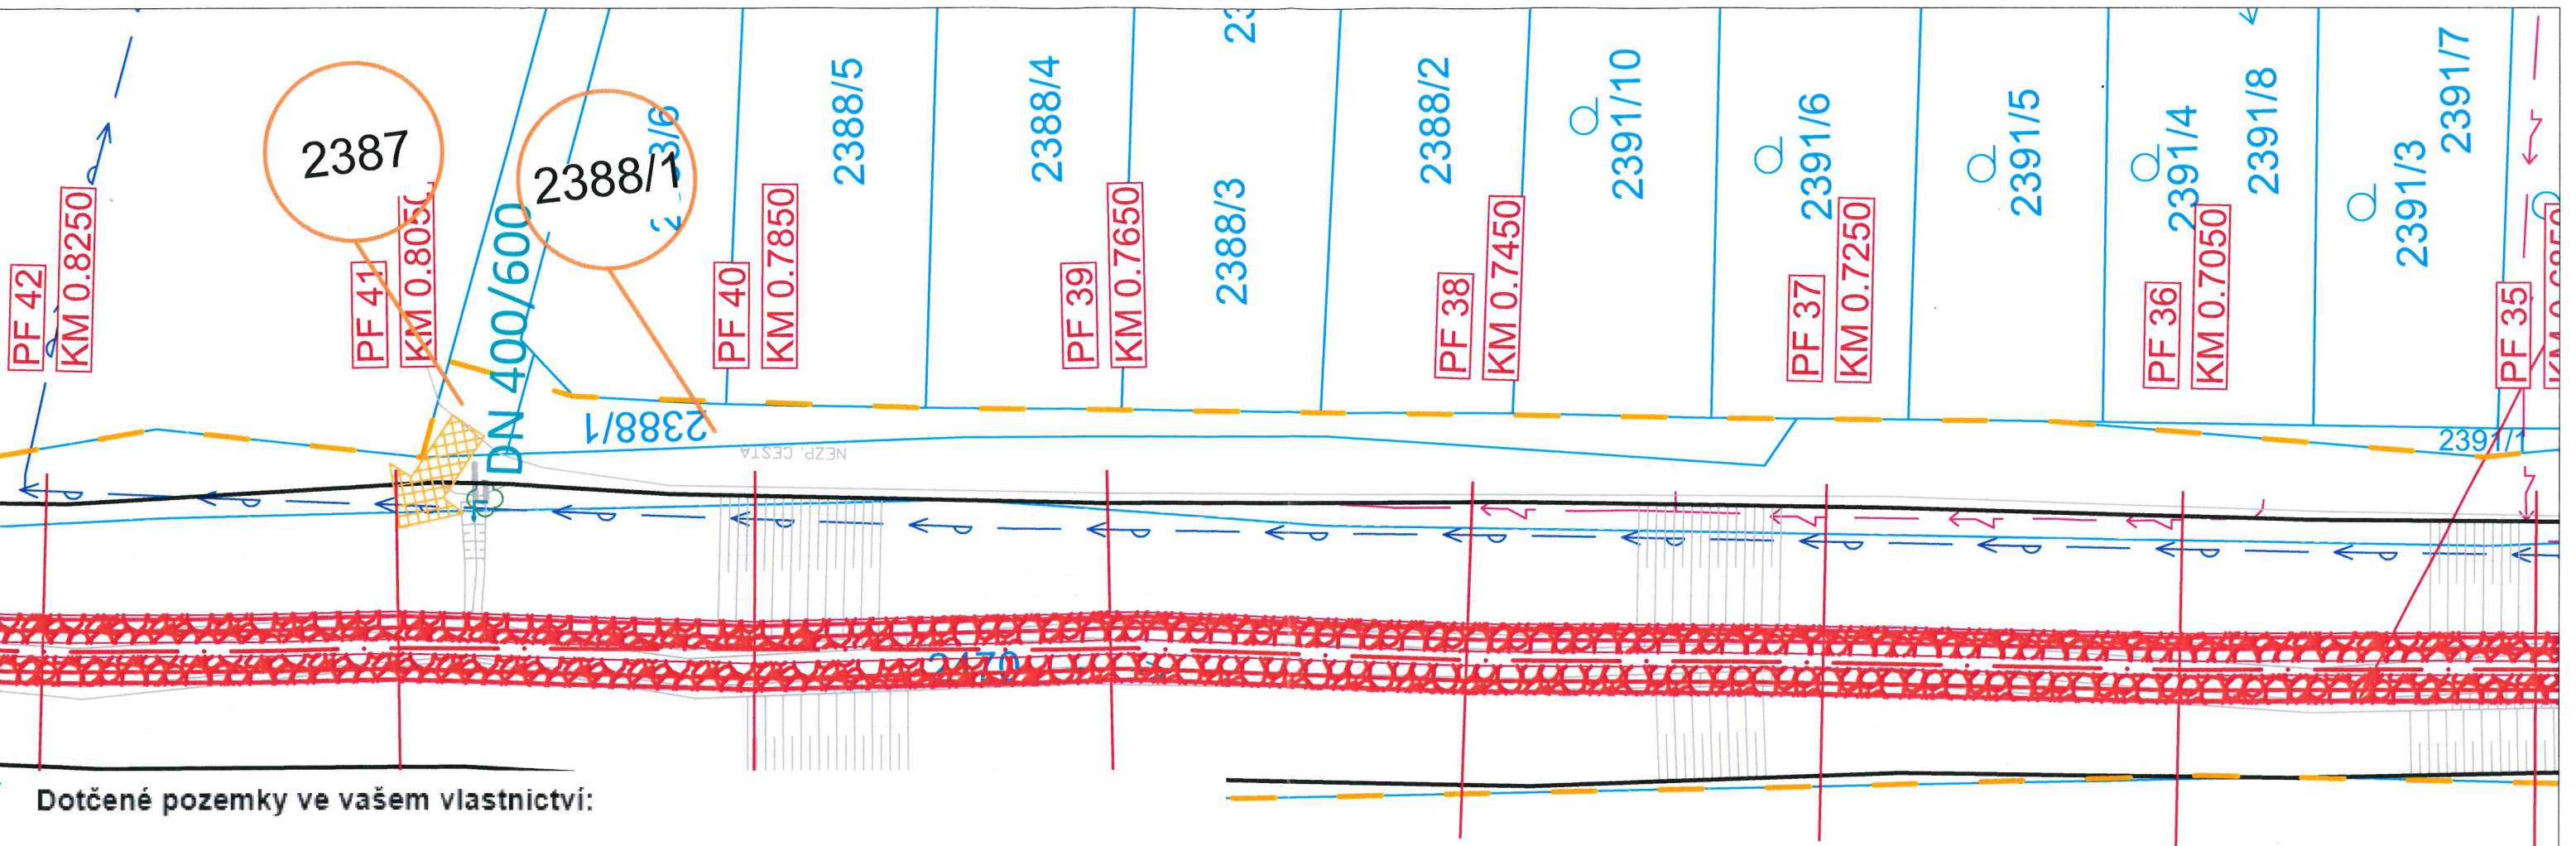 2387
2388/1
2388/5
2388/4
2388/3
2388/2
2391/10
2391/6
2391/5
2391/4
2391/8
2391/3
2391/7
PF 42
KM 0.8250
PF 41
DN 400/600
PF 40
KM 0.7850
PF 39
KM 0.7650
PF 38
KM 0.7450
PF 37
KM 0.7250
PF 36
KM 0.7050
PF 35
2388/1
NEZP. CESTA
2391/1
Dotčené pozemky ve vašem vlastnictví: